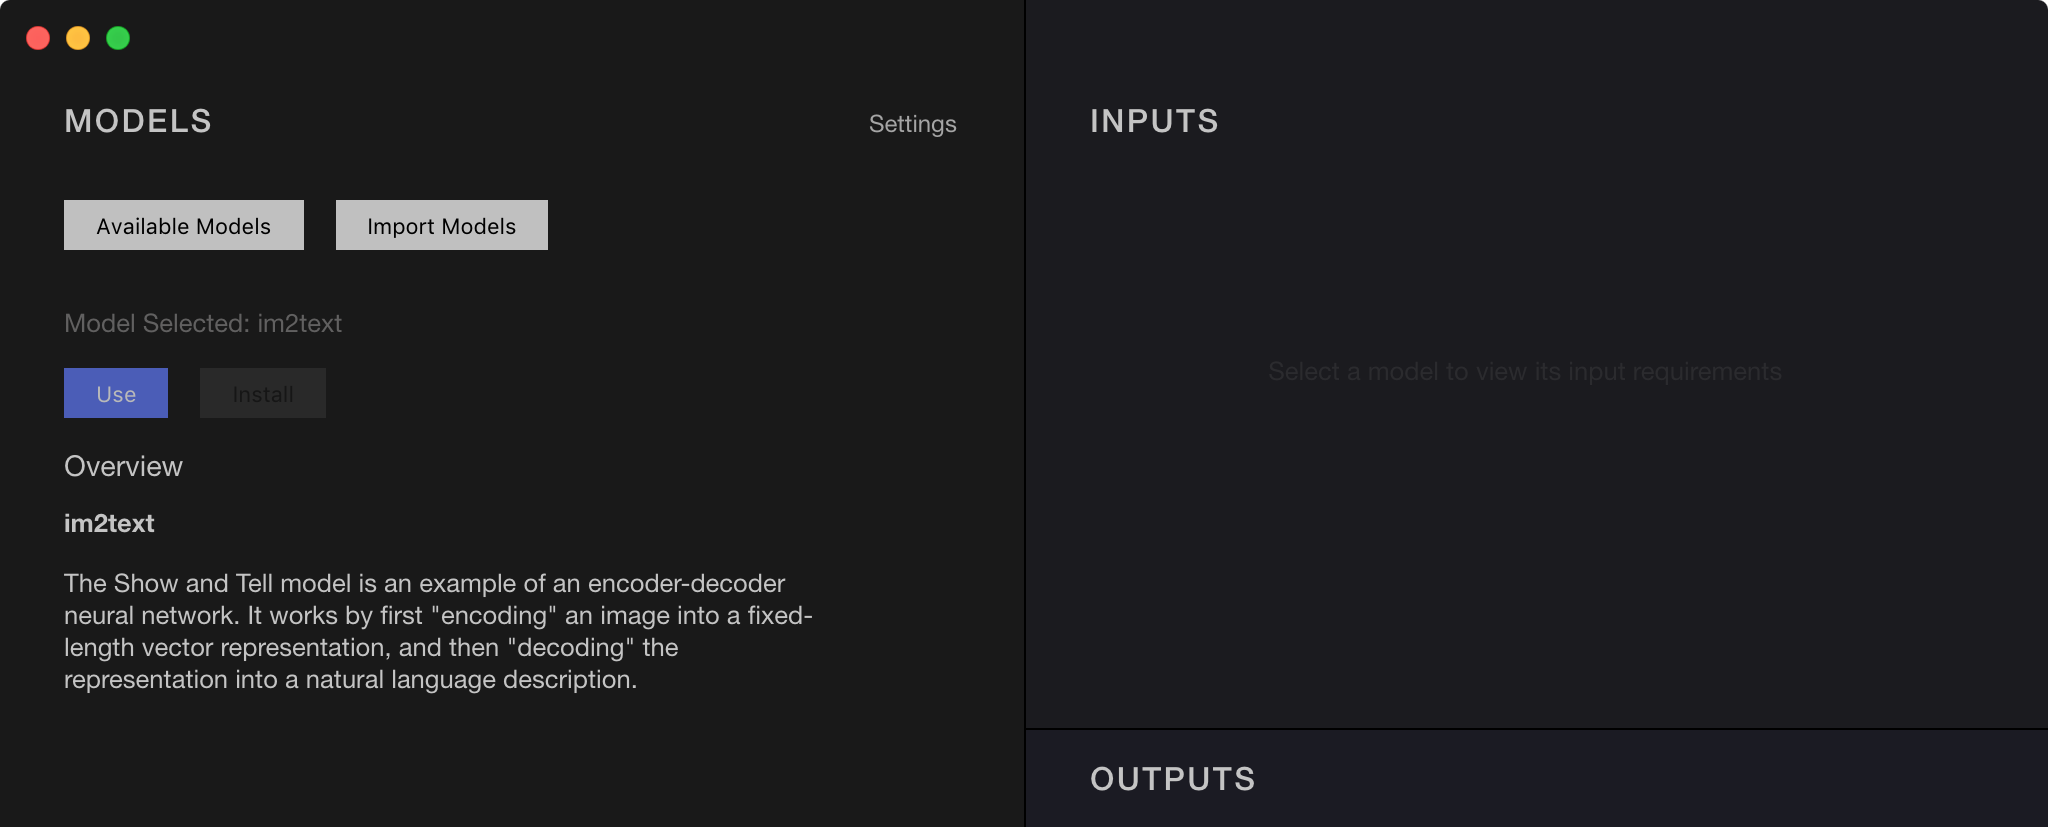 MODELS
Settings
Available Models
Import Models
Model Selected: im2text
Use
Install
Overview
im2text
The Show and Tell model is an example of an encoder-decoder
neural network. It works by first "encoding" an image into a fixed-
length vector representation, and then "decoding" the
representation into a natural language description.
INPUTS
Select a model to view its input requirements
OUTPUTS